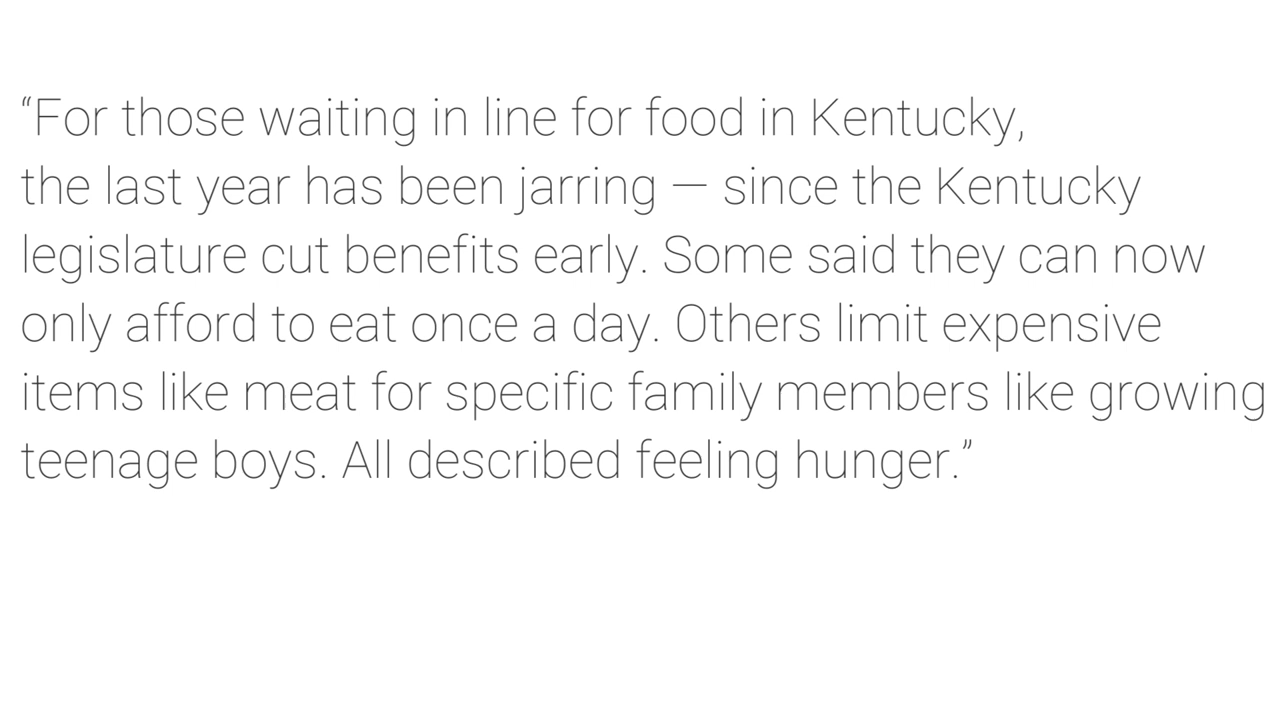 “For those waiting in line for food in Kentucky,
the last year has been jarring — since the Kentucky
legislature cut benefits early. Some said they can now
only afford to eat once a day. Others limit expensive
items like meat for specific family members like growing
teenage boys. All described feeling hunger.”